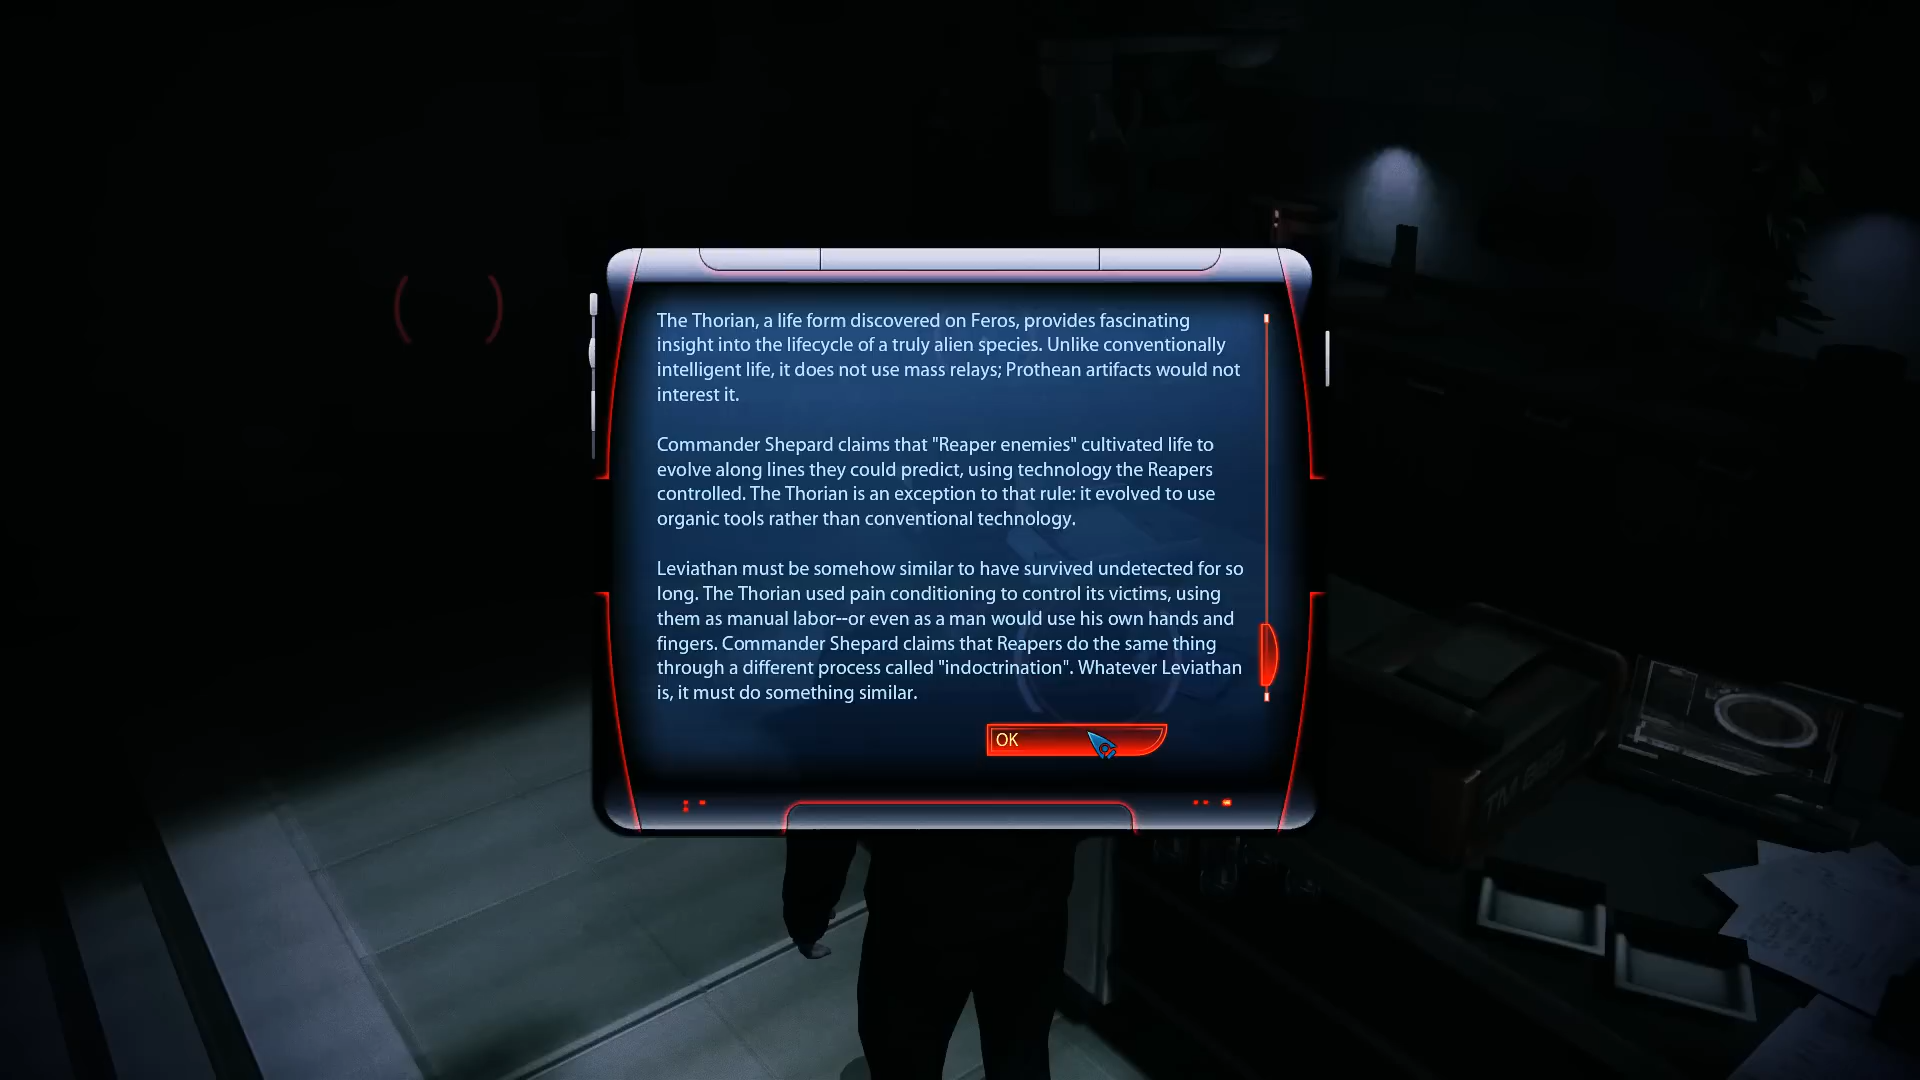 The Thorian, a life form discovered on Feros, provides fascinating
insight into the lifecycle of a truly alien species. Unlike conventionally
intelligent life, it does not use mass relays; Prothean artifacts would not
interest it.
Commander Shepard claims that "Reaper enemies" cultivated life to
evolve along lines they could predict, using technology the Reapers
controlled. The Thorian is an exception to that rule: it evolved to use
organic tools rather than conventional technology.
Leviathan must be somehow similar to have survived undetected for so
long. The Thorian used pain conditioning to control its victims, using
them as manual labor--or even as a man would use his own hands and
fingers. Commander Shepard claims that Reapers do the same thing
through a different process called "indoctrination". Whatever Leviathan
is, it must do something similar.
OK